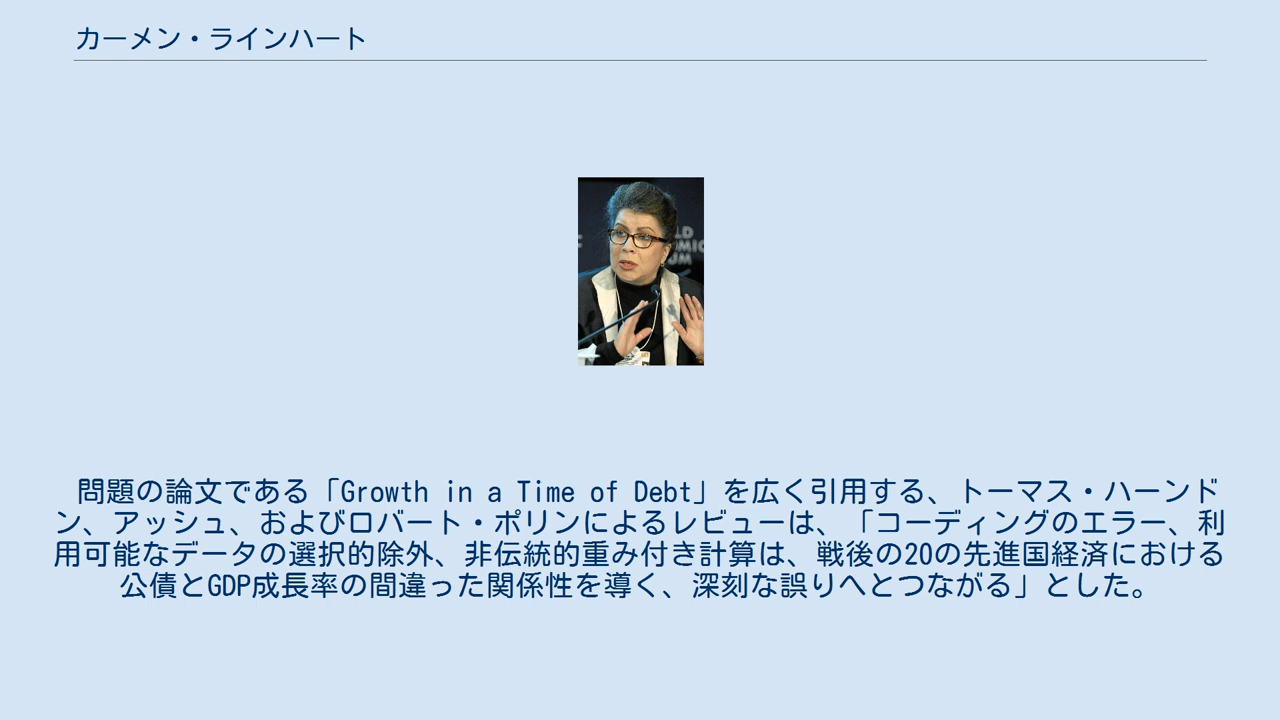 カーメン・ラインハート
LD
OMIC
UM
問題の論文である「Growth in a Time of Debt」を広く引用する、トーマス・ハーンド
ン、アッシュ、およびロバート・ポリンによるレビューは、「コーディングのエラー、利
用可能なデータの選択的除外、非伝統的重み付き計算は、戦後の20の先進国経済における
公債とGDP成長率の間違った関係性を導く、深刻な誤りへとつながる」とした。